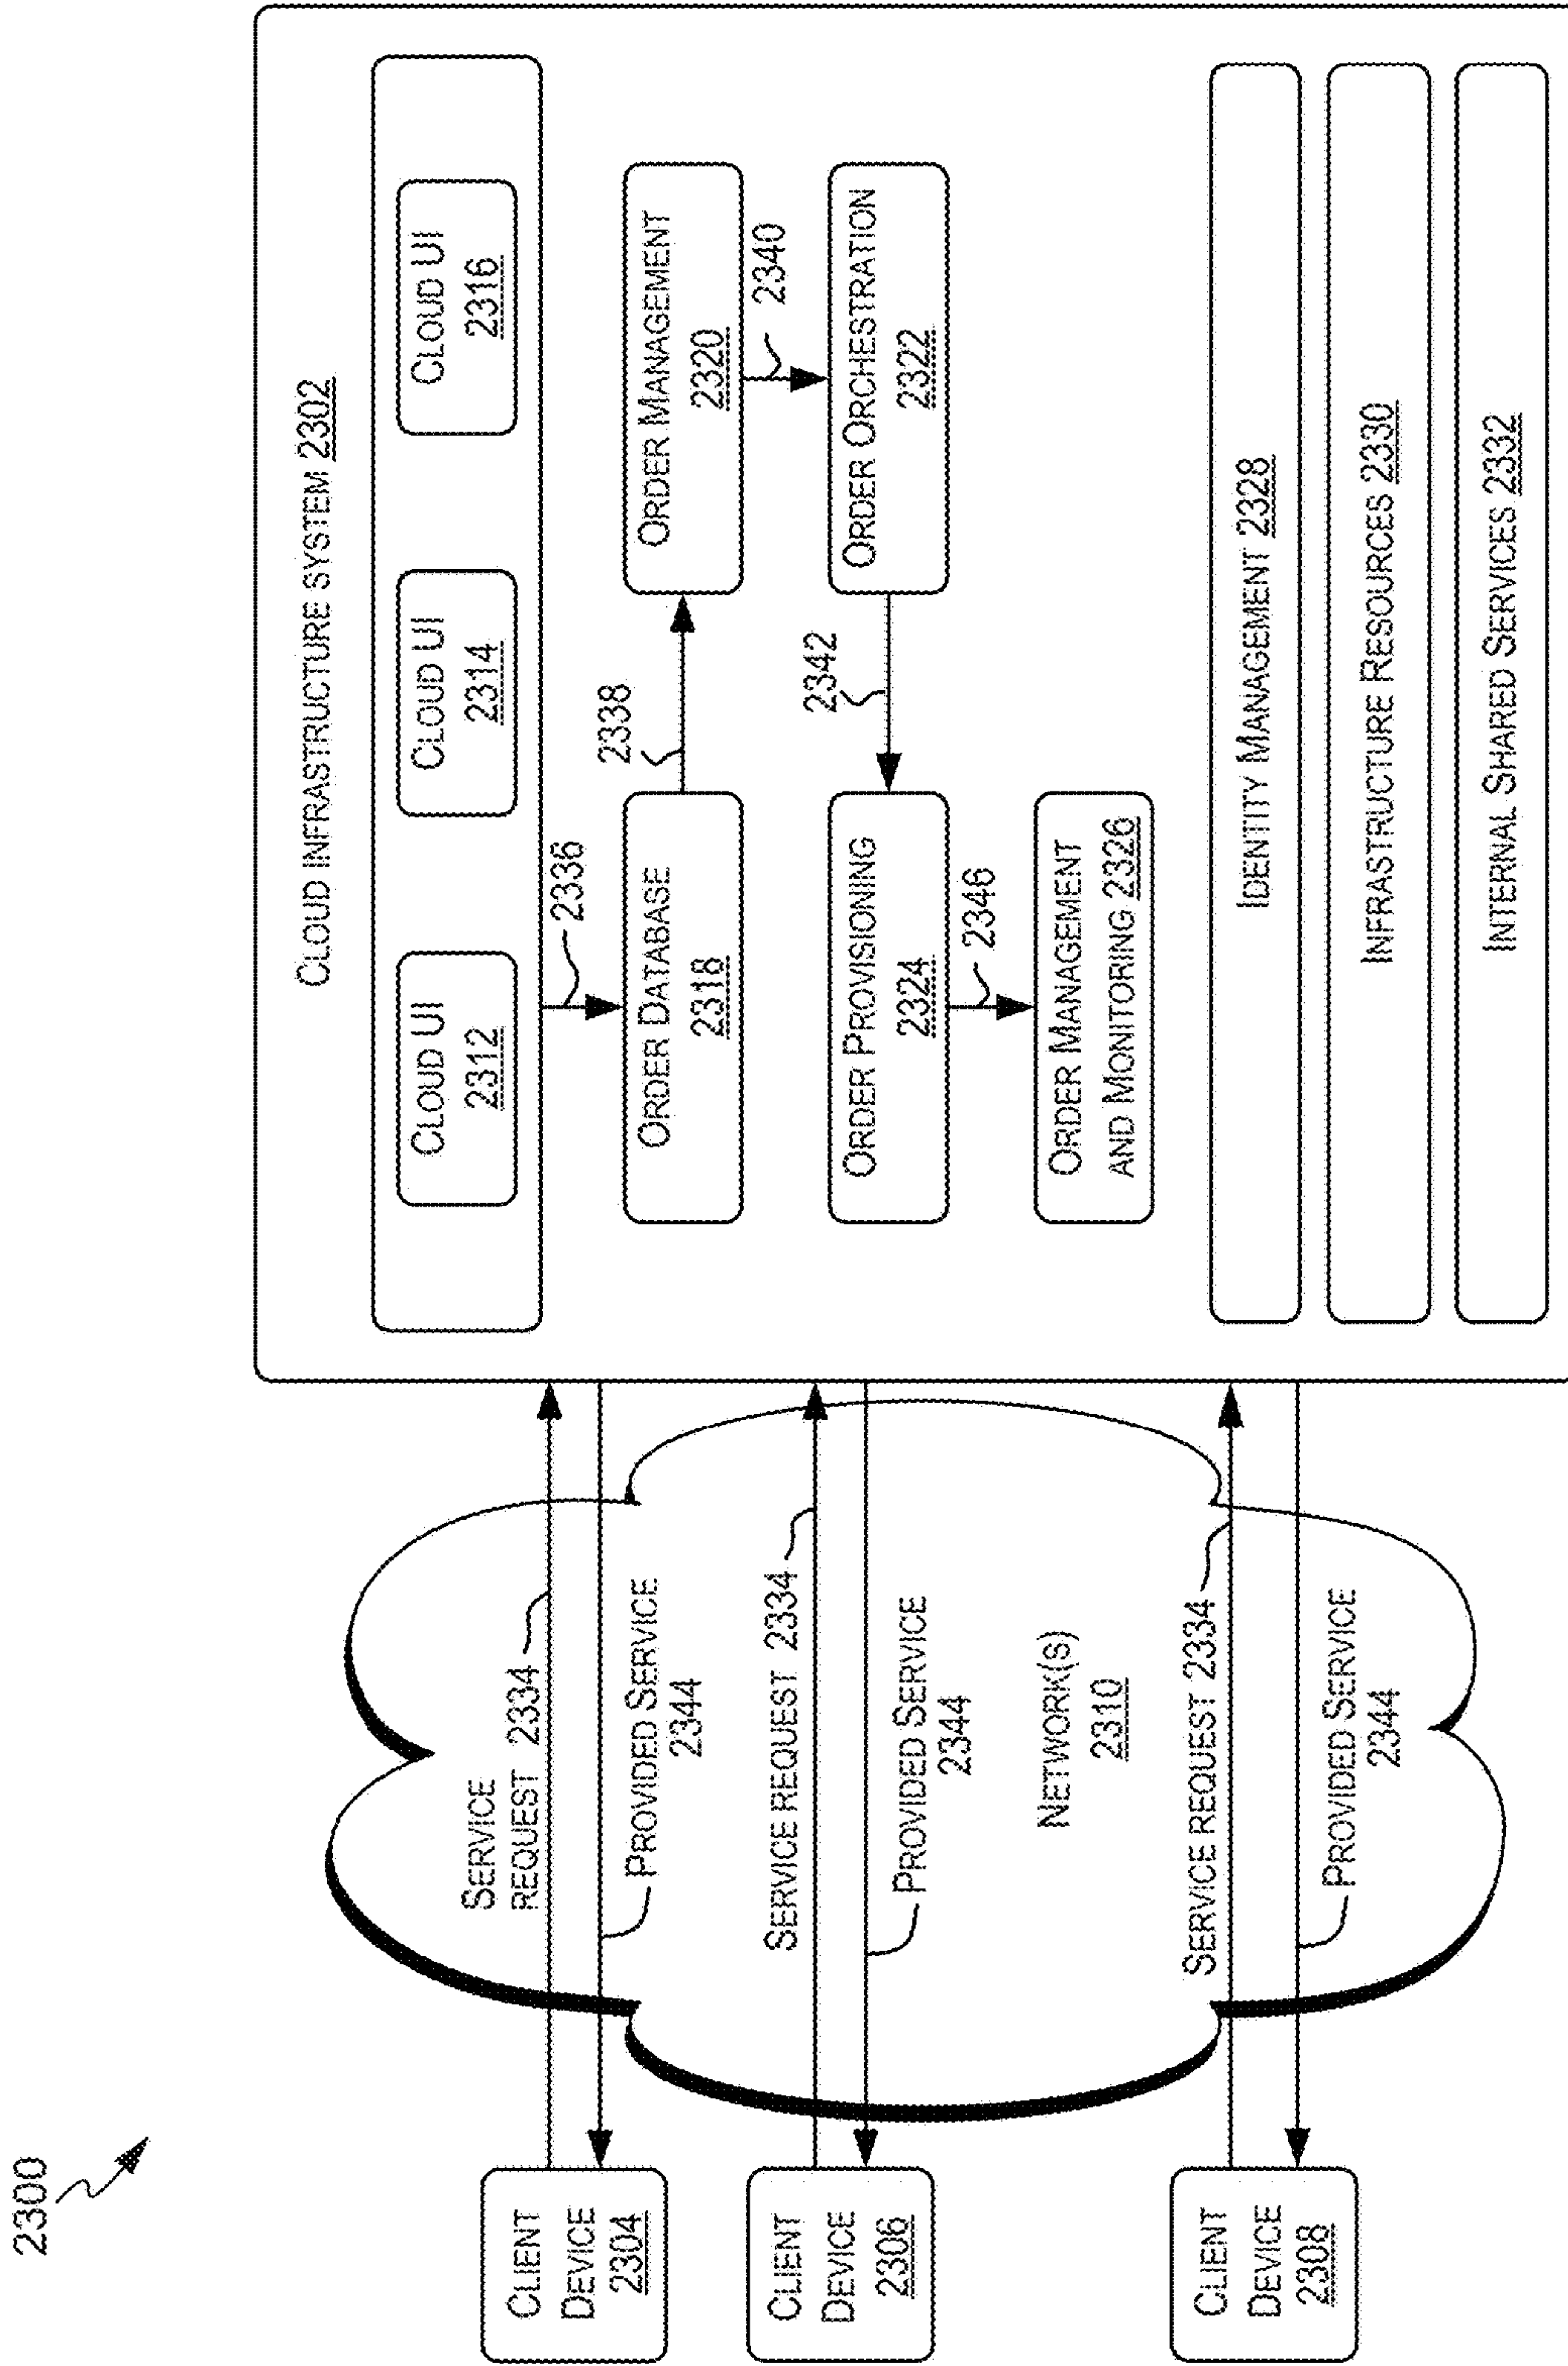 2300
CLOUD INFRASTRUCTURE SYSTEM 2302
CLOUD UI
2312
CLOUD UI
2314
CLOUD UI
2316
2336
ORDER DATABASE
2318
2338
ORDER MANAGEMENT
2320
2340
ORDER PROVISIONING
2324
2342
ORDER ORCHESTRATION
2322
2346
ORDER MANAGEMENT
AND MONITORING 2326
IDENTITY MANAGEMENT 2328
INFRASTRUCTURE RESOURCES 2330
INTERNAL SHARED SERVICES 2332
CLIENT
DEVICE
2304
SERVICE
REQUEST 2334
PROVIDED SERVICE
2344
CLIENT
DEVICE
2306
SERVICE REQUEST 2334
PROVIDED SERVICE
2344
NETWORK(S)
2310
CLIENT
DEVICE
2308
SERVICE REQUEST 2334
PROVIDED SERVICE
2344